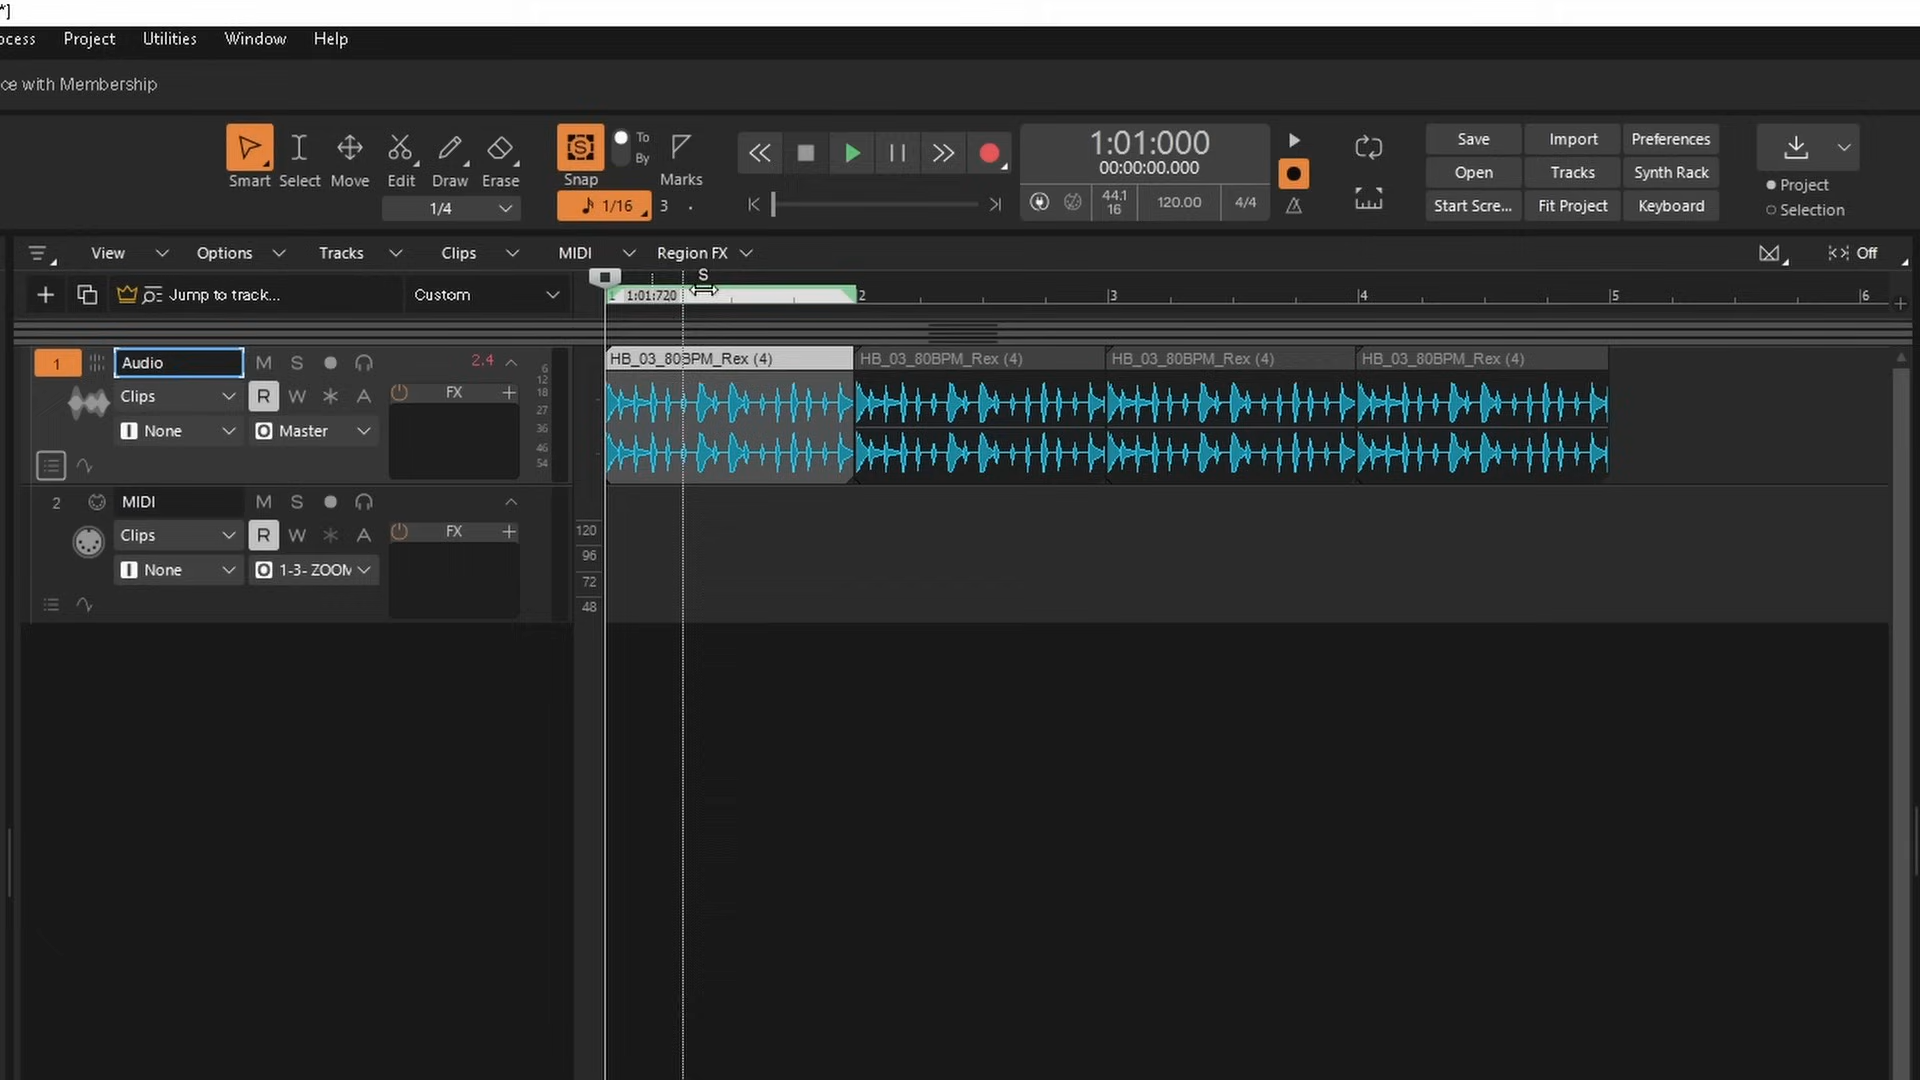 *]
ocess Project Utilities Window Help
ce with Membership
Smart Select Move Edit Draw Erase
1/4
Snap To By Marks
1/16 3 .
1:01:000
00:00:00.000
44.1
16 120.00 4/4
Save Import Preferences
Open Tracks Synth Rack
Start Scre... Fit Project Keyboard
Project
Selection
View Options Tracks Clips MIDI Region FX Off
S
Jump to track... Custom
1 1:01:720 2 3 4 5 6
1 Audio M S 2.4
Clips R W A FX
None Master
6
12
18
27
36
46
54
HB_03_80BPM_Rex (4) HB_03_80BPM_Rex (4) HB_03_80BPM_Rex (4) HB_03_80BPM_Rex (4)
2 MIDI M S
Clips R W A FX
None 1-3- ZOOM
120
96
72
48